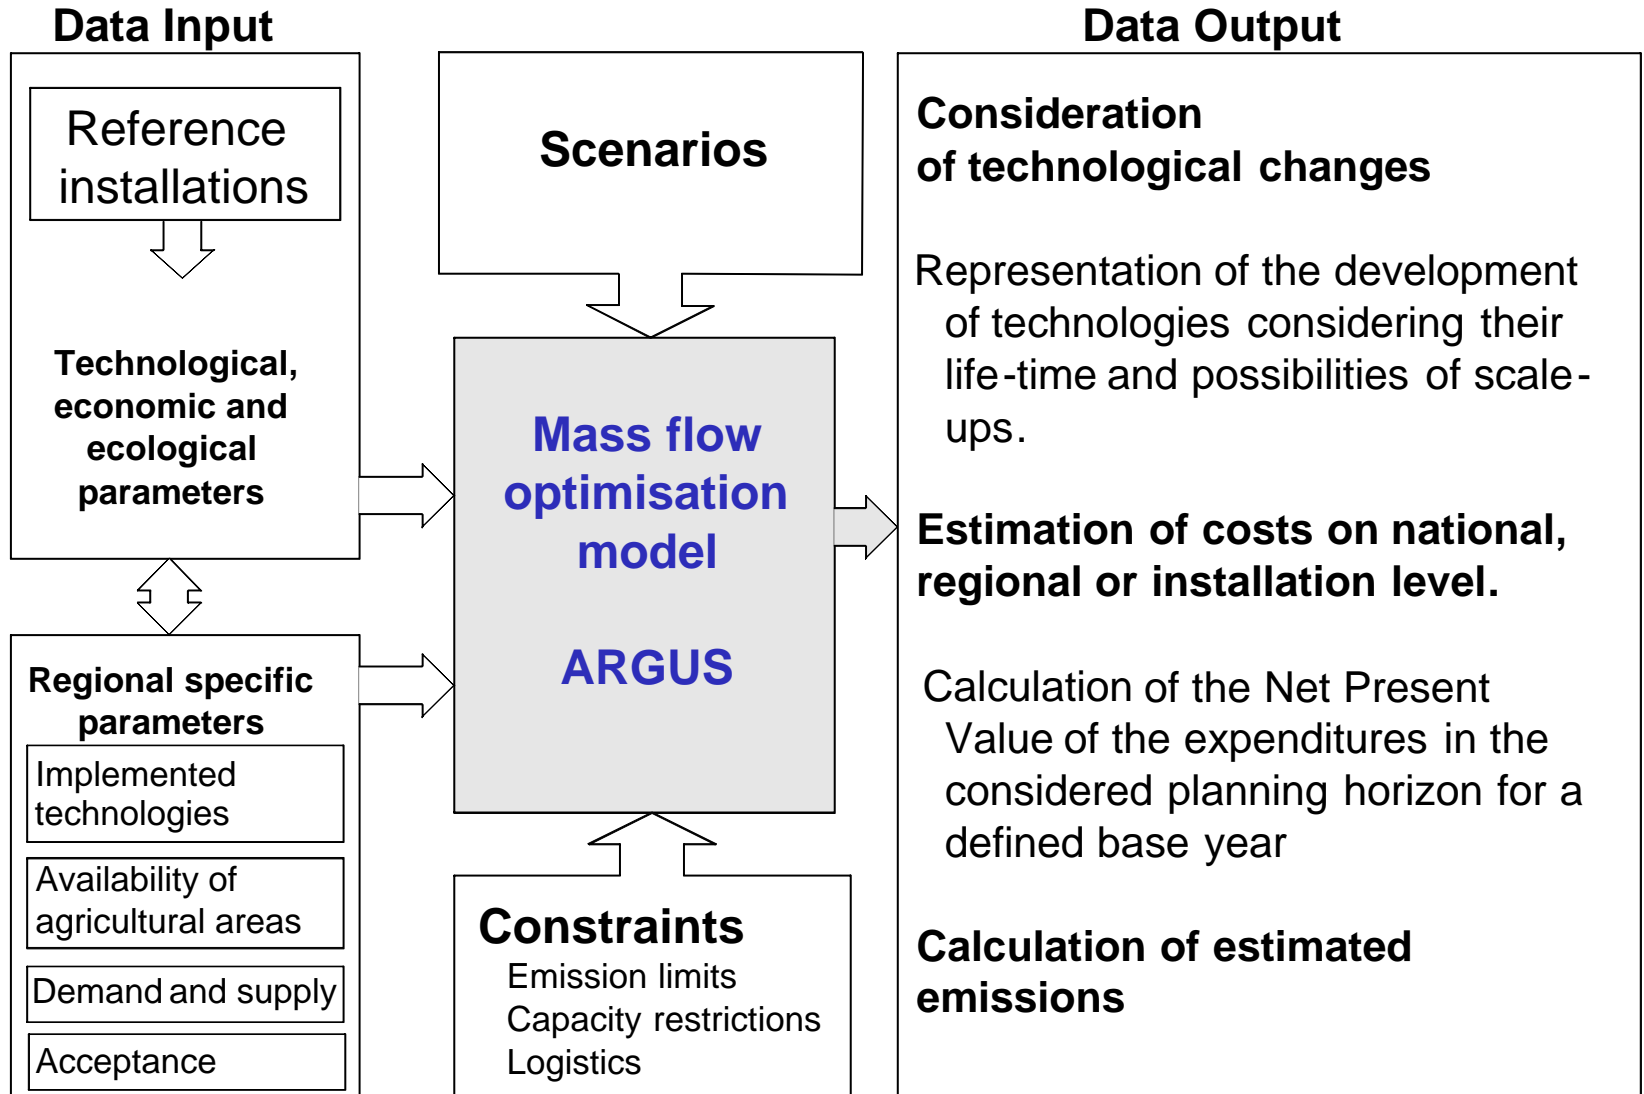 Data Input
Reference
installations
Technological,
economic and
ecological
parameters
Regional specific
parameters
Implemented
technologies
Availability of
agricultural areas
Demand and supply
Acceptance
Scenarios
Mass flow
optimisation
model
ARGUS
Constraints
Emission limits
Capacity restrictions
Logistics
Data Output
Consideration
of technological changes
Representation of the development
of technologies considering their
life-time and possibilities of scale-
ups.
Estimation of costs on national,
regional or installation level.
Calculation of the Net Present
Value of the expenditures in the
considered planning horizon for a
defined base year
Calculation of estimated
emissions